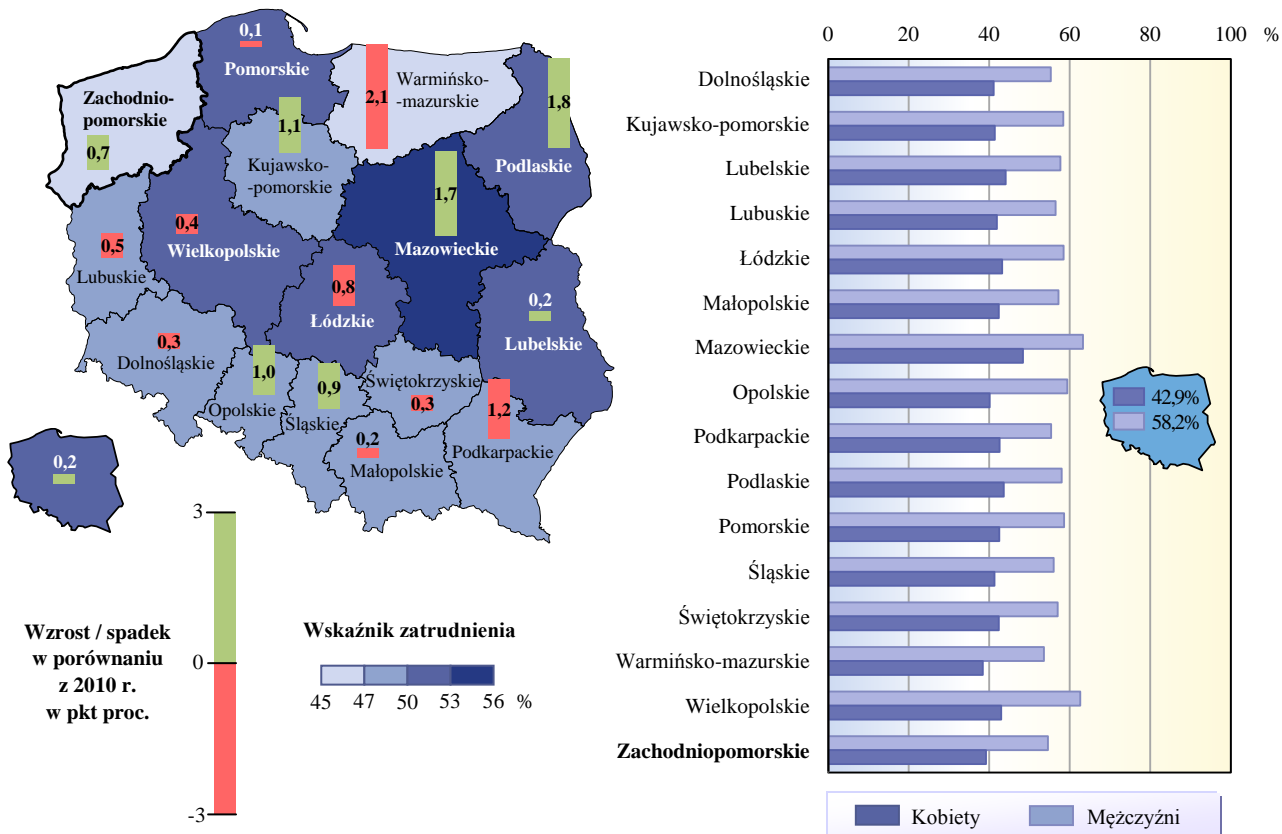 0,1
Pomorskie
Zachodnio-
pomorskie
0,7
1,1
Kujawsko-
-pomorskie
2,1
Warmińsko-
-mazurskie
1,8
Podlaskie
1,7
Mazowieckie
0,4
Wielkopolskie
0,5
Lubuskie
0,8
Łódzkie
0,2
Lubelskie
0,3
Dolnośląskie
1,0
Opolskie
0,9
Śląskie
Świętokrzyskie
0,3
1,2
Podkarpackie
0,2
Małopolskie
0,2
3
0
-3
Wzrost / spadek
w porównaniu
z 2010 r.
w pkt proc.
Wskaźnik zatrudnienia
45 47 50 53 56 %
0 20 40 60 80 100 %
Dolnośląskie
Kujawsko-pomorskie
Lubelskie
Lubuskie
Łódzkie
Małopolskie
Mazowieckie
Opolskie
Podkarpackie
Podlaskie
Pomorskie
Śląskie
Świętokrzyskie
Warmińsko-mazurskie
Wielkopolskie
Zachodniopomorskie
42,9%
58,2%
Kobiety Mężczyźni